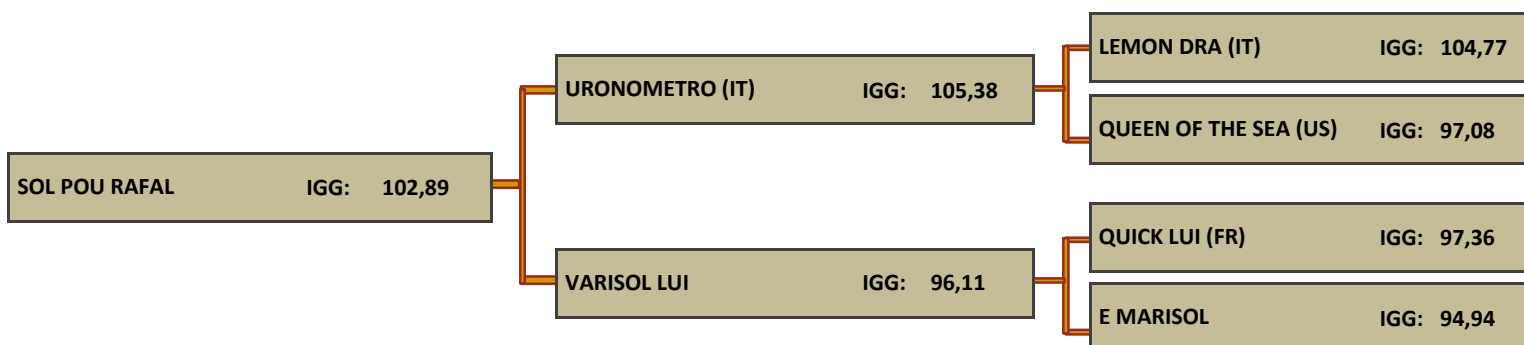 LEMON DRA (IT) IGG: 104,77
URONOMETRO (IT) IGG: 105,38
QUEEN OF THE SEA (US) IGG: 97,08
SOL POU RAFAL IGG: 102,89
QUICK LUI (FR) IGG: 97,36
VARISOL LUI IGG: 96,11
E MARISOL IGG: 94,94